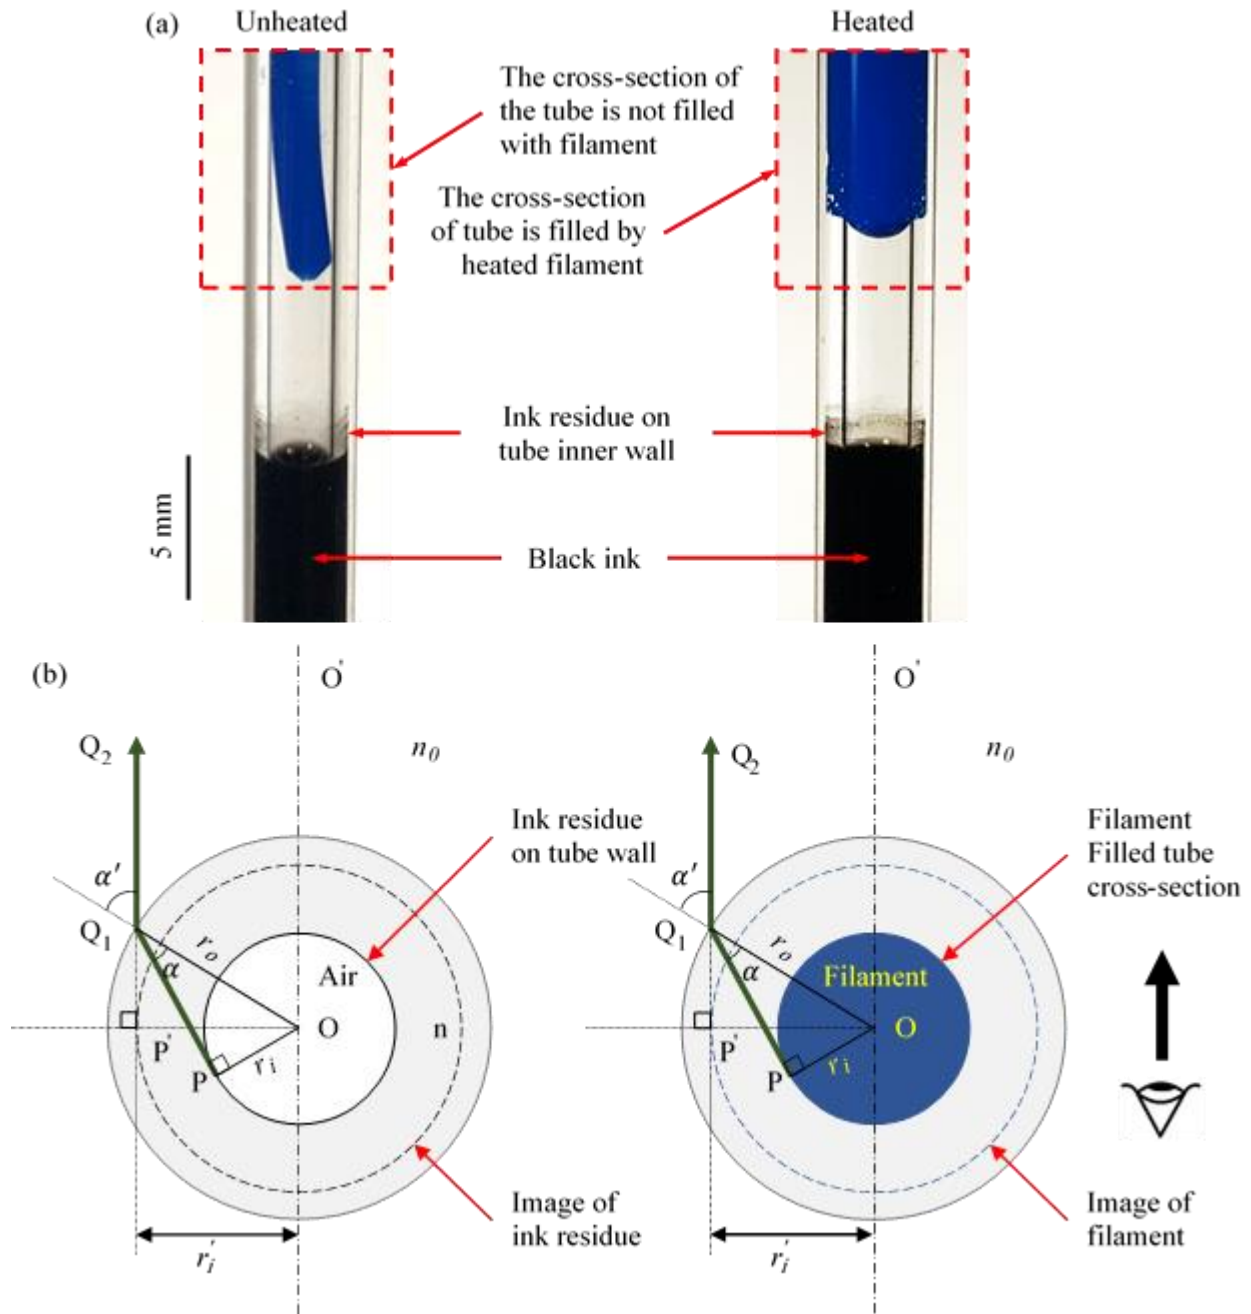 (a)
Unheated
Heated
The cross-section of
the tube is not filled
with filament
The cross-section
of tube is filled by
heated filament
Ink residue on
tube inner wall
5 mm
Black ink
(b)
O'
Q₂
n₀
Ink residue
on tube wall
α'
Q₁
rₒ
α
Air
O
n
P'
P
rᵢ
Image of
ink residue
rᵢ'
O'
Q₂
n₀
Filament
Filled tube
cross-section
α'
Q₁
rₒ
α
Filament
O
P'
P
rᵢ
Image of
filament
rᵢ'